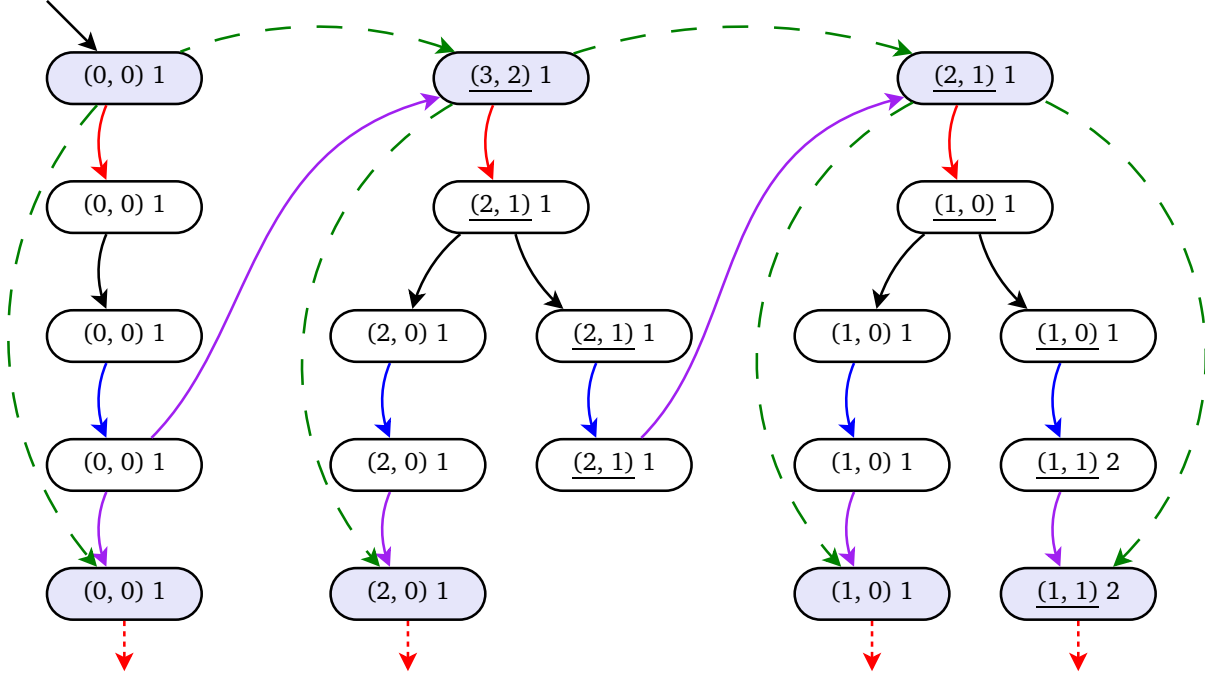 (0, 0) 1 (3, 2) 1 (2, 1) 1
(0, 0) 1 (2, 1) 1 (1, 0) 1
(0, 0) 1 (2, 0) 1 (2, 1) 1 (1, 0) 1 (1, 0) 1
(0, 0) 1 (2, 0) 1 (2, 1) 1 (1, 0) 1 (1, 1) 2
(0, 0) 1 (2, 0) 1 (1, 0) 1 (1, 1) 2